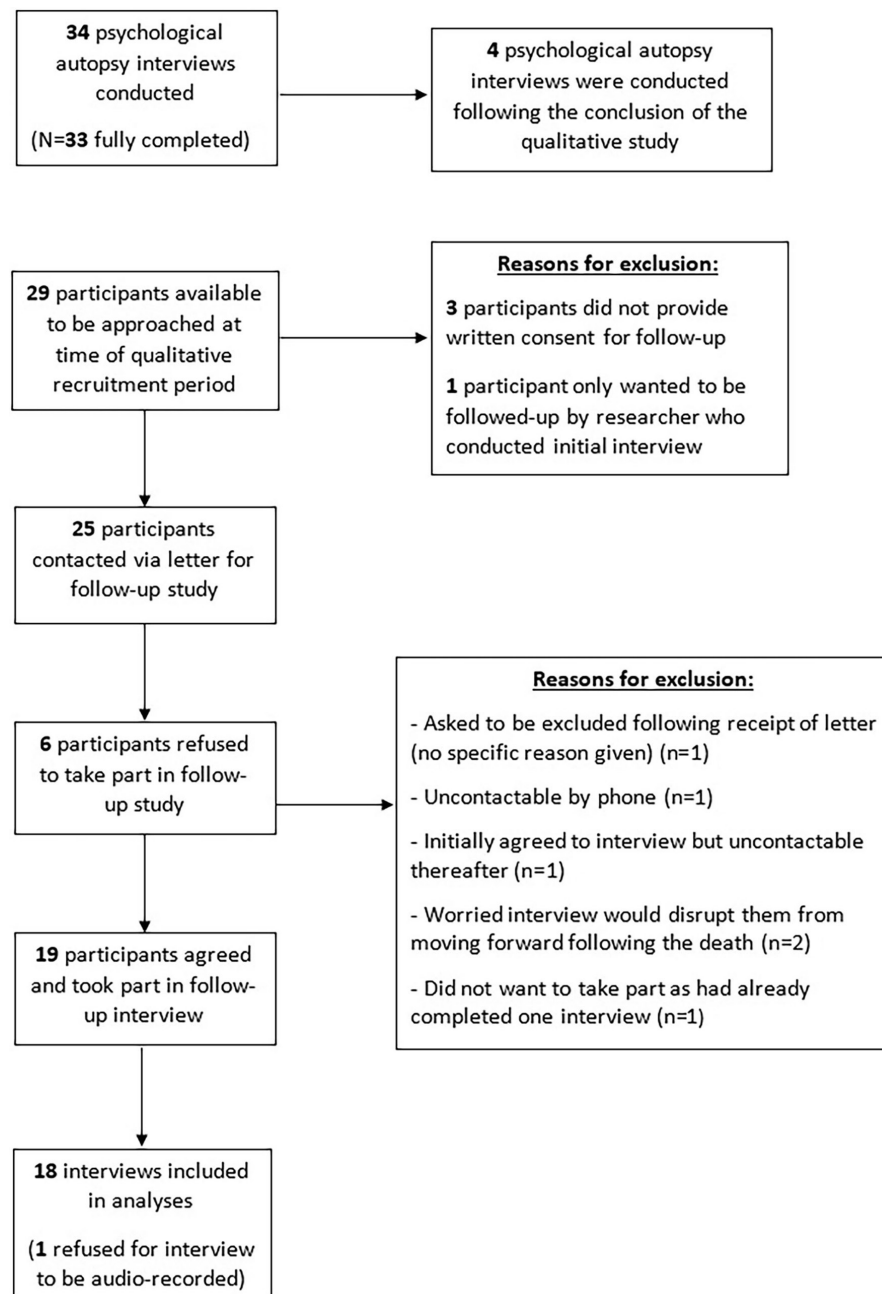 34 psychological
autopsy interviews
conducted
(N=33 fully completed)
4 psychological autopsy
interviews were conducted
following the conclusion of the
qualitative study
29 participants available
to be approached at
time of qualitative
recruitment period
Reasons for exclusion:
3 participants did not provide
written consent for follow-up
1 participant only wanted to be
followed-up by researcher who
conducted initial interview
25 participants
contacted via letter for
follow-up study
6 participants refused
to take part in follow-
up study
Reasons for exclusion:
- Asked to be excluded following receipt of letter
(no specific reason given) (n=1)
- Uncontactable by phone (n=1)
- Initially agreed to interview but uncontactable
thereafter (n=1)
- Worried interview would disrupt them from
moving forward following the death (n=2)
- Did not want to take part as had already
completed one interview (n=1)
19 participants agreed
and took part in follow-
up interview
18 interviews included
in analyses
(1 refused for interview
to be audio-recorded)